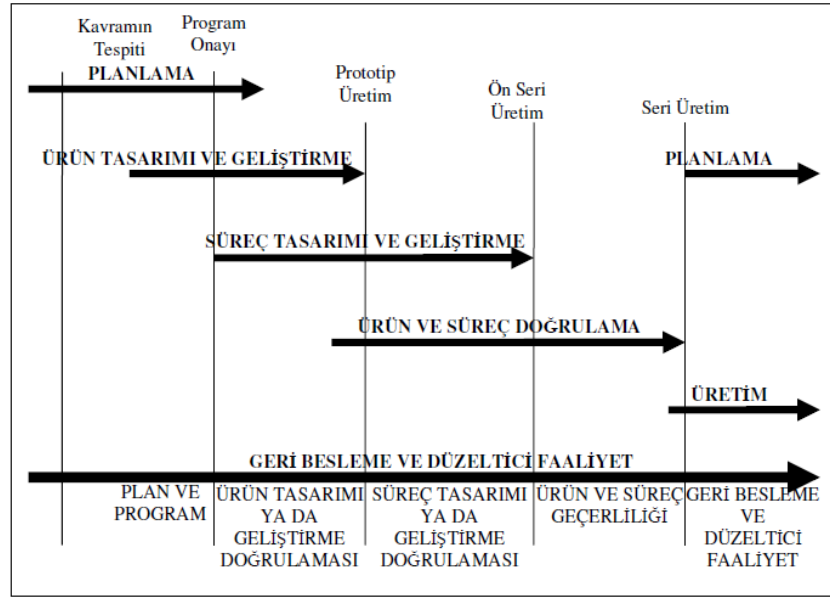 Kavramın
Tespiti
Program
Onayı
PLANLAMA
Prototip
Üretim
Ön Seri
Üretim
Seri Üretim
ÜRÜN TASARIMI VE GELİŞTİRME
PLANLAMA
SÜREÇ TASARIMI VE GELİŞTİRME
ÜRÜN VE SÜREÇ DOĞRULAMA
ÜRETİM
GERİ BESLEME VE DÜZELTİCİ FAALİYET
PLAN VE
PROGRAM
ÜRÜN TASARIMI
YA DA
GELİŞTİRME
DOĞRULAMASI
SÜREÇ TASARIMI
YA DA
GELİŞTİRME
DOĞRULAMASI
ÜRÜN VE SÜREÇ
GEÇERLİLİĞİ
GERİ BESLEME
VE
DÜZELTİCİ
FAALİYET